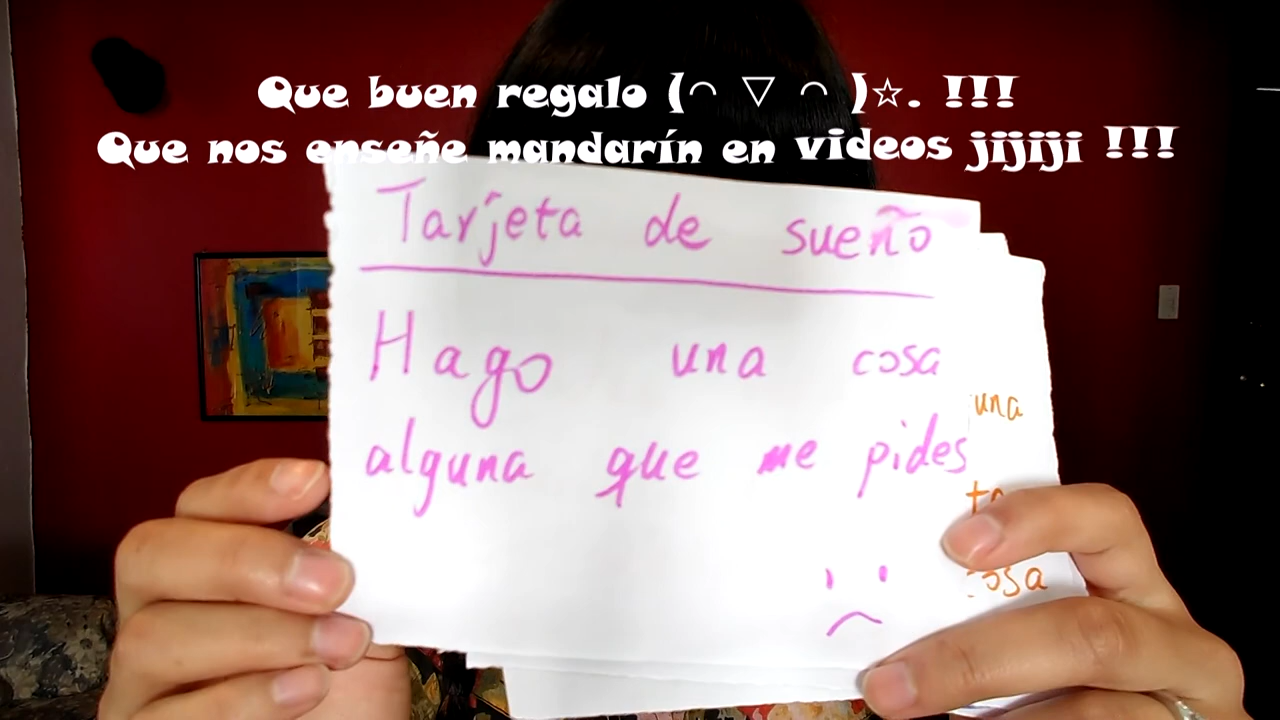 Que buen regalo (◠ ▽ ◠ )☆. !!!
Que nos enseñe mandarín en videos jijiji !!!
Tarjeta de sueño
Hago una cosa
alguna que me pides
una
cosa